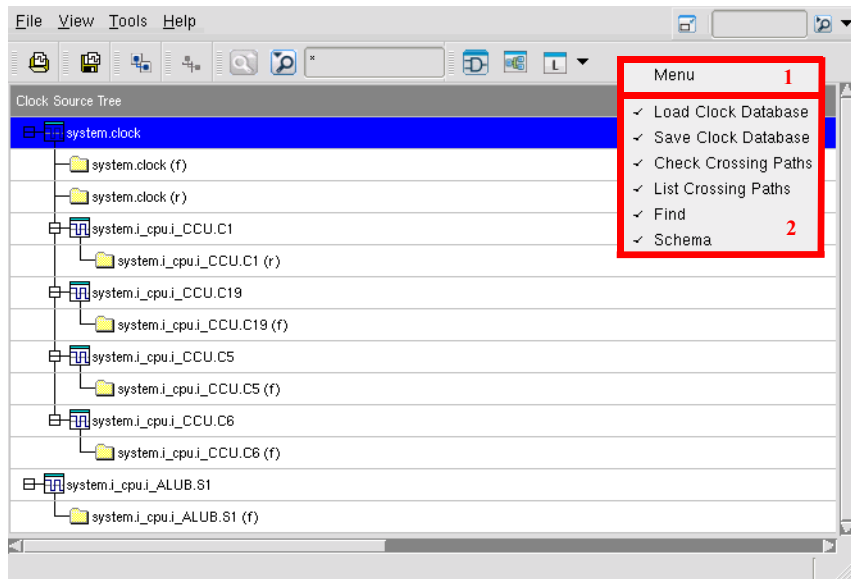 File View Tools Help
*
L
Menu 1
Clock Source Tree
Load Clock Database
Save Clock Database
Check Crossing Paths
List Crossing Paths
Find
Schema
2
system.clock
system.clock (f)
system.clock (r)
system.i_cpu.i_CCU.C1
system.i_cpu.i_CCU.C1 (r)
system.i_cpu.i_CCU.C19
system.i_cpu.i_CCU.C19 (f)
system.i_cpu.i_CCU.C5
system.i_cpu.i_CCU.C5 (f)
system.i_cpu.i_CCU.C6
system.i_cpu.i_CCU.C6 (f)
system.i_cpu.i_ALUB.S1
system.i_cpu.i_ALUB.S1 (f)